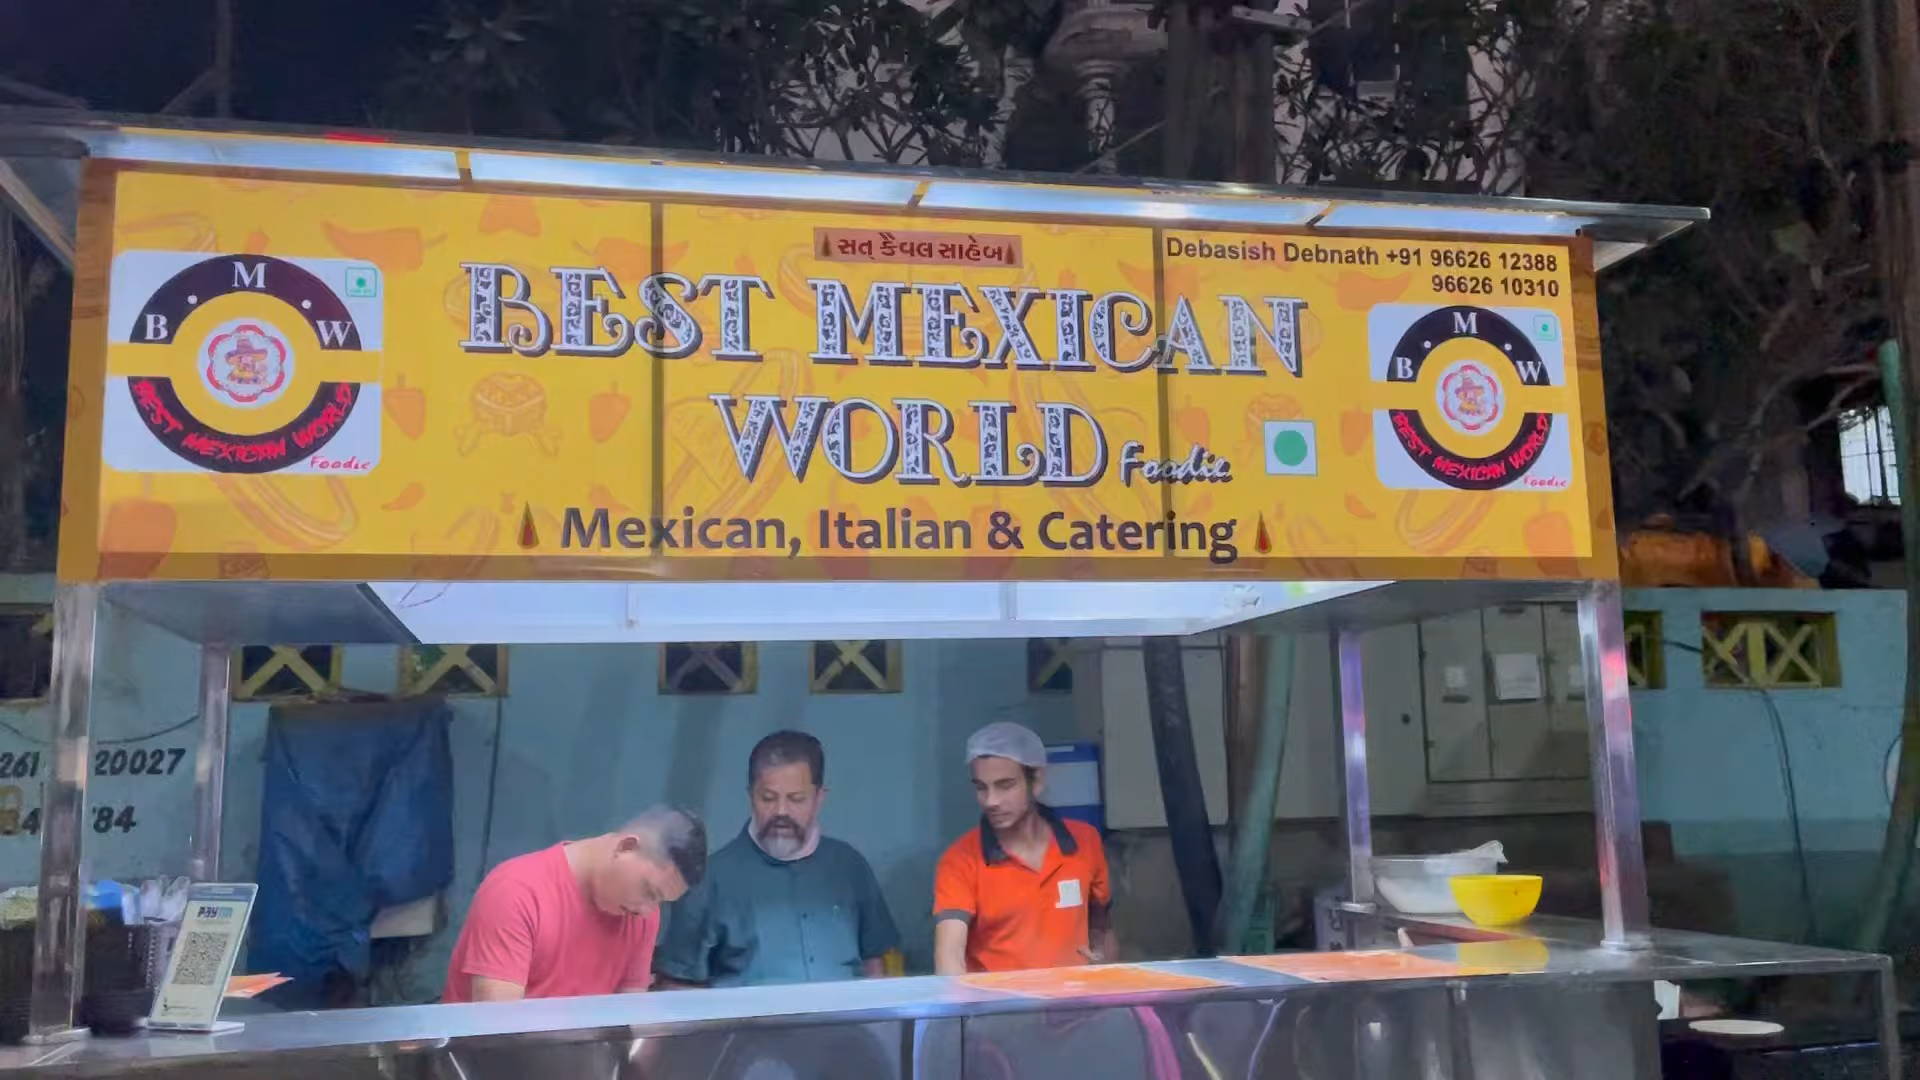 સત્ કૈવલ સાહેબ
Debasish Debnath +91 96626 12388
96626 10310
BEST MEXICAN
WORLD Foodie
Mexican, Italian & Catering
B M W
BEST MEXICAN WORLD
Foodie
B M W
BEST MEXICAN WORLD
Foodie
261 20027
84 784
PAYTM